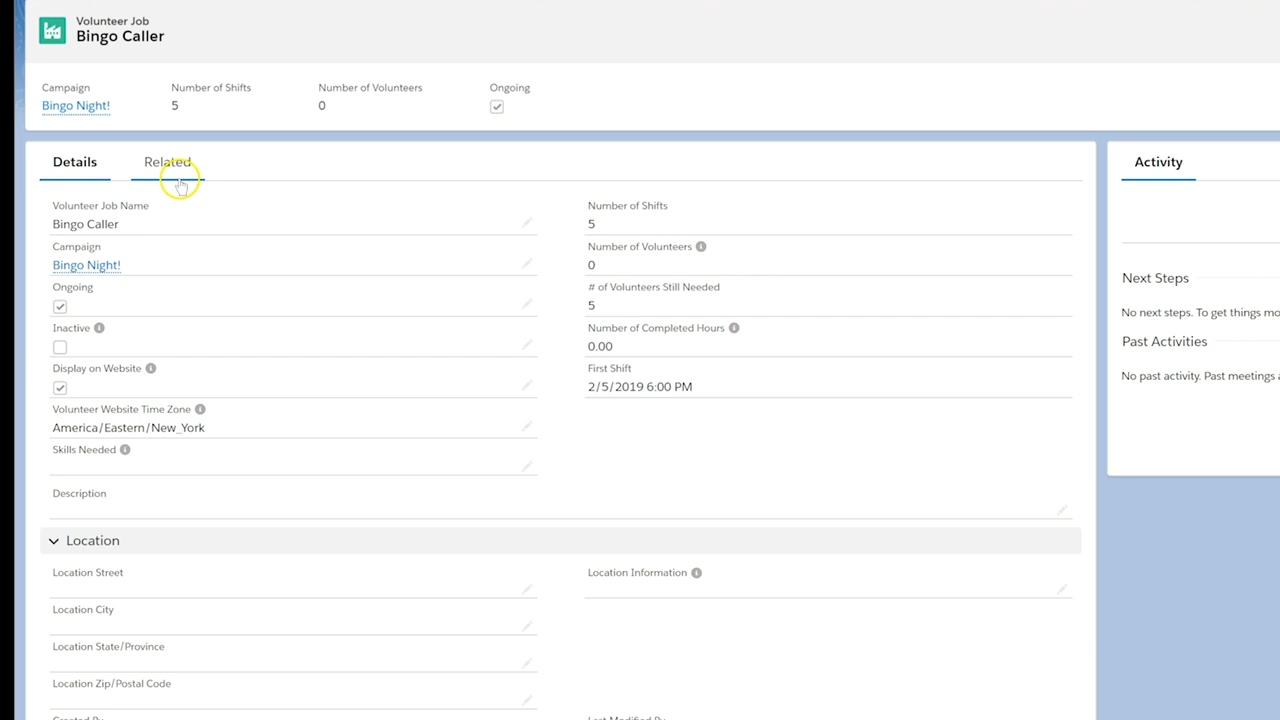 Volunteer Job
Bingo Caller
Campaign
Number of Shifts
Number of Volunteers
Ongoing
Bingo Night!
5
0
Details
Related
Activity
Volunteer Job Name
Bingo Caller
Number of Shifts
5
Campaign
Bingo Night!
Number of Volunteers
0
Ongoing
# of Volunteers Still Needed
5
Inactive
Number of Completed Hours
0.00
Display on Website
First Shift
2/5/2019 6:00 PM
Volunteer Website Time Zone
America/Eastern/New_York
Skills Needed
Description
Next Steps
No next steps. To get things mo
Past Activities
No past activity. Past meetings a
Location
Location Street
Location Information
Location City
Location State/Province
Location Zip/Postal Code
Created By
Last Modified By